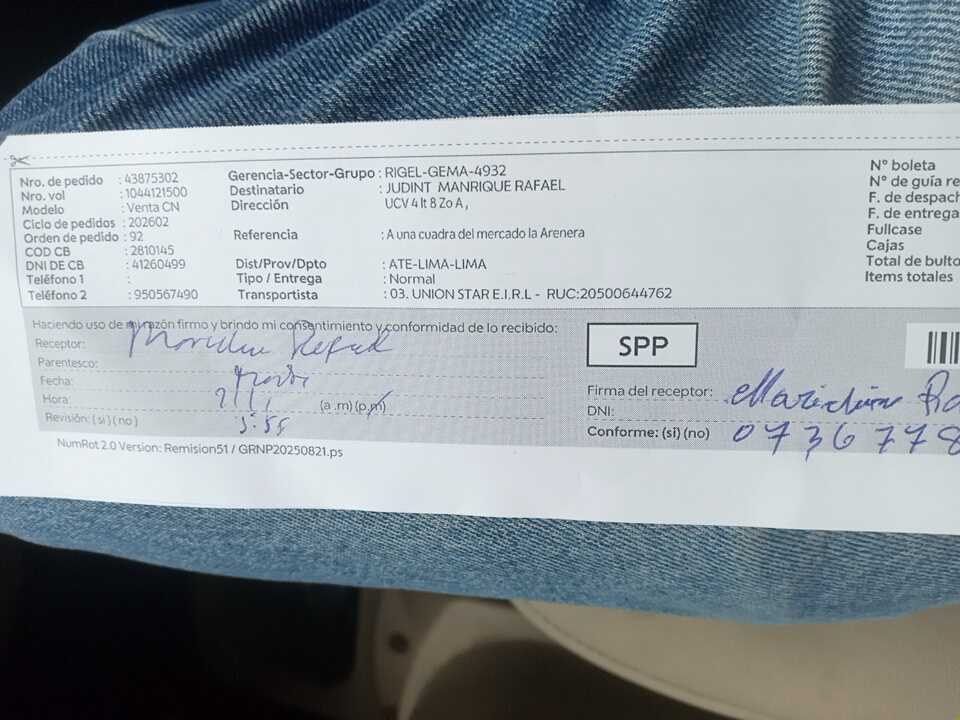 Nro. de pedido : 43875302
Nro. vol : 1044121500
Modelo : Venta CN
Ciclo de pedidos : 202602
Orden de pedido : 92
COD CB : 2810145
DNI DE CB : 41260499
Teléfono 1 :
Teléfono 2 : 950567490
Gerencia-Sector-Grupo : RIGEL-GEMA-4932
Destinatario : JUDINT MANRIQUE RAFAEL
Dirección UCV 4 lt 8 Zo A,
Referencia : A una cuadra del mercado la Arenera
Dist/Prov/Dpto : ATE-LIMA-LIMA
Tipo / Entrega : Normal
Transportista : 03. UNION STAR E.I.R.L - RUC:20500644762
N° boleta
N° de guía re
F. de despach
F. de entrega
Fullcase
Cajas
Total de bulto
Items totales
Haciendo uso de mi razón firmo y brindo mi consentimiento y conformidad de lo recibido:
Receptor:
Parentesco:
Fecha:
Hora: (a .m) (p.m)
Revisión: ( si ) ( no )
SPP
Firma del receptor:
DNI: 0736778
Conforme: (si) (no)
NumRot 2.0 Version: Remision51 / GRNP20250821.ps